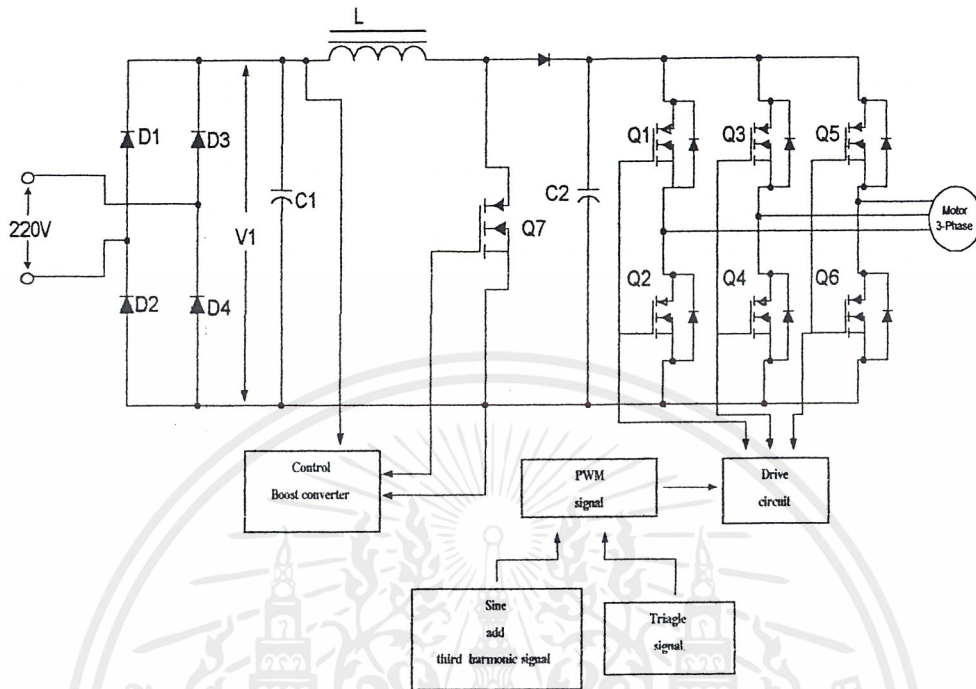 L
D1
D3
Q1
Q3
Q5
C1
C2
220V
V1
Q7
Motor
3-Phase
D2
D4
Q2
Q4
Q6
Control
Boost converter
PWM
signal
Drive
circuit
Sine
add
third harmonic signal
Triagle
signal